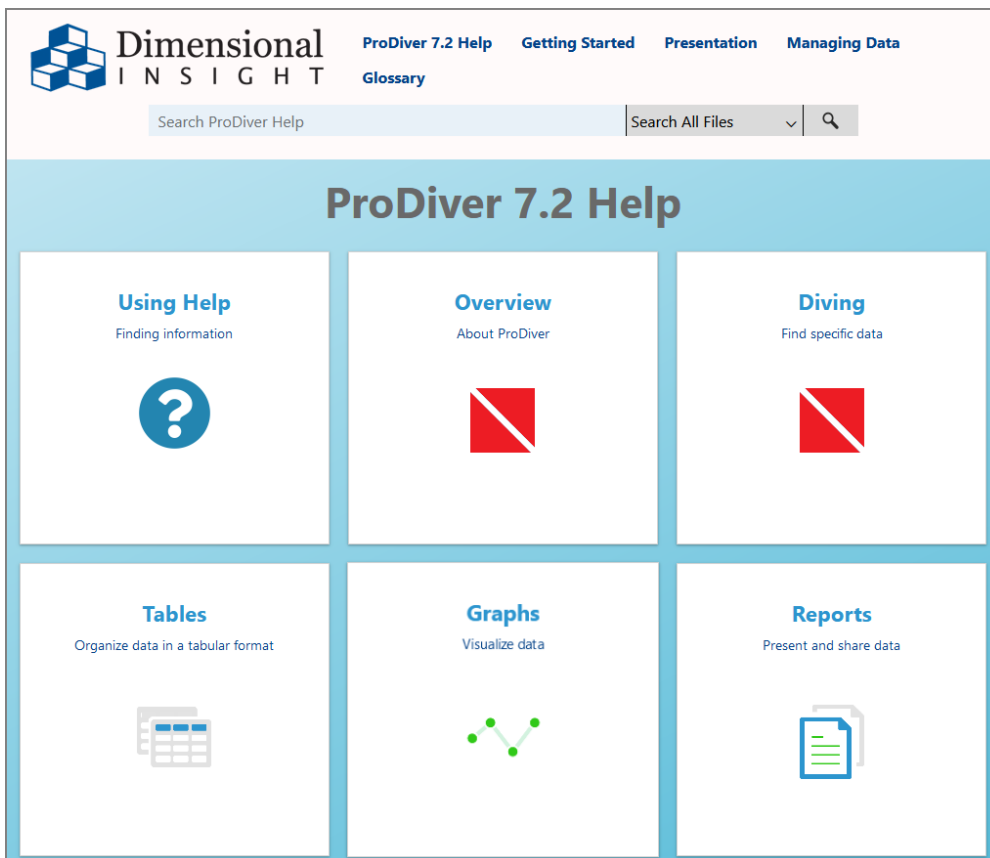 Dimensional
INSIGHT
ProDiver 7.2 Help Getting Started Presentation Managing Data
Glossary
Search ProDiver Help Search All Files
ProDiver 7.2 Help
Using Help
Finding information
Overview
About ProDiver
Diving
Find specific data
Tables
Organize data in a tabular format
Graphs
Visualize data
Reports
Present and share data